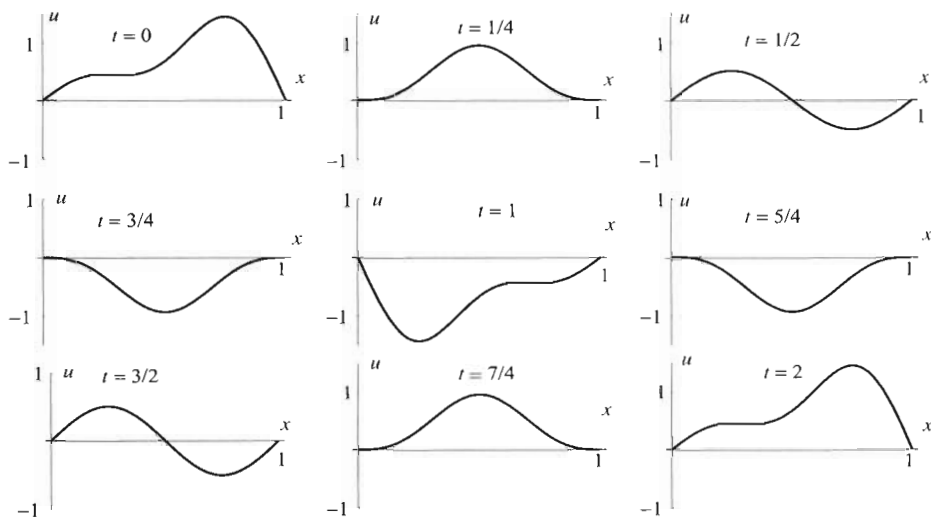 u
t = 0
1
x
1
−1
u
t = 1/4
1
x
1
−1
u
t = 1/2
1
x
1
−1
1 u
t = 3/4
x
1
−1
1 u
t = 1
x
1
−1
1 u
t = 5/4
x
1
−1
1 u
t = 3/2
x
1
−1
u
t = 7/4
1
x
1
−1
u
t = 2
1
x
1
−1